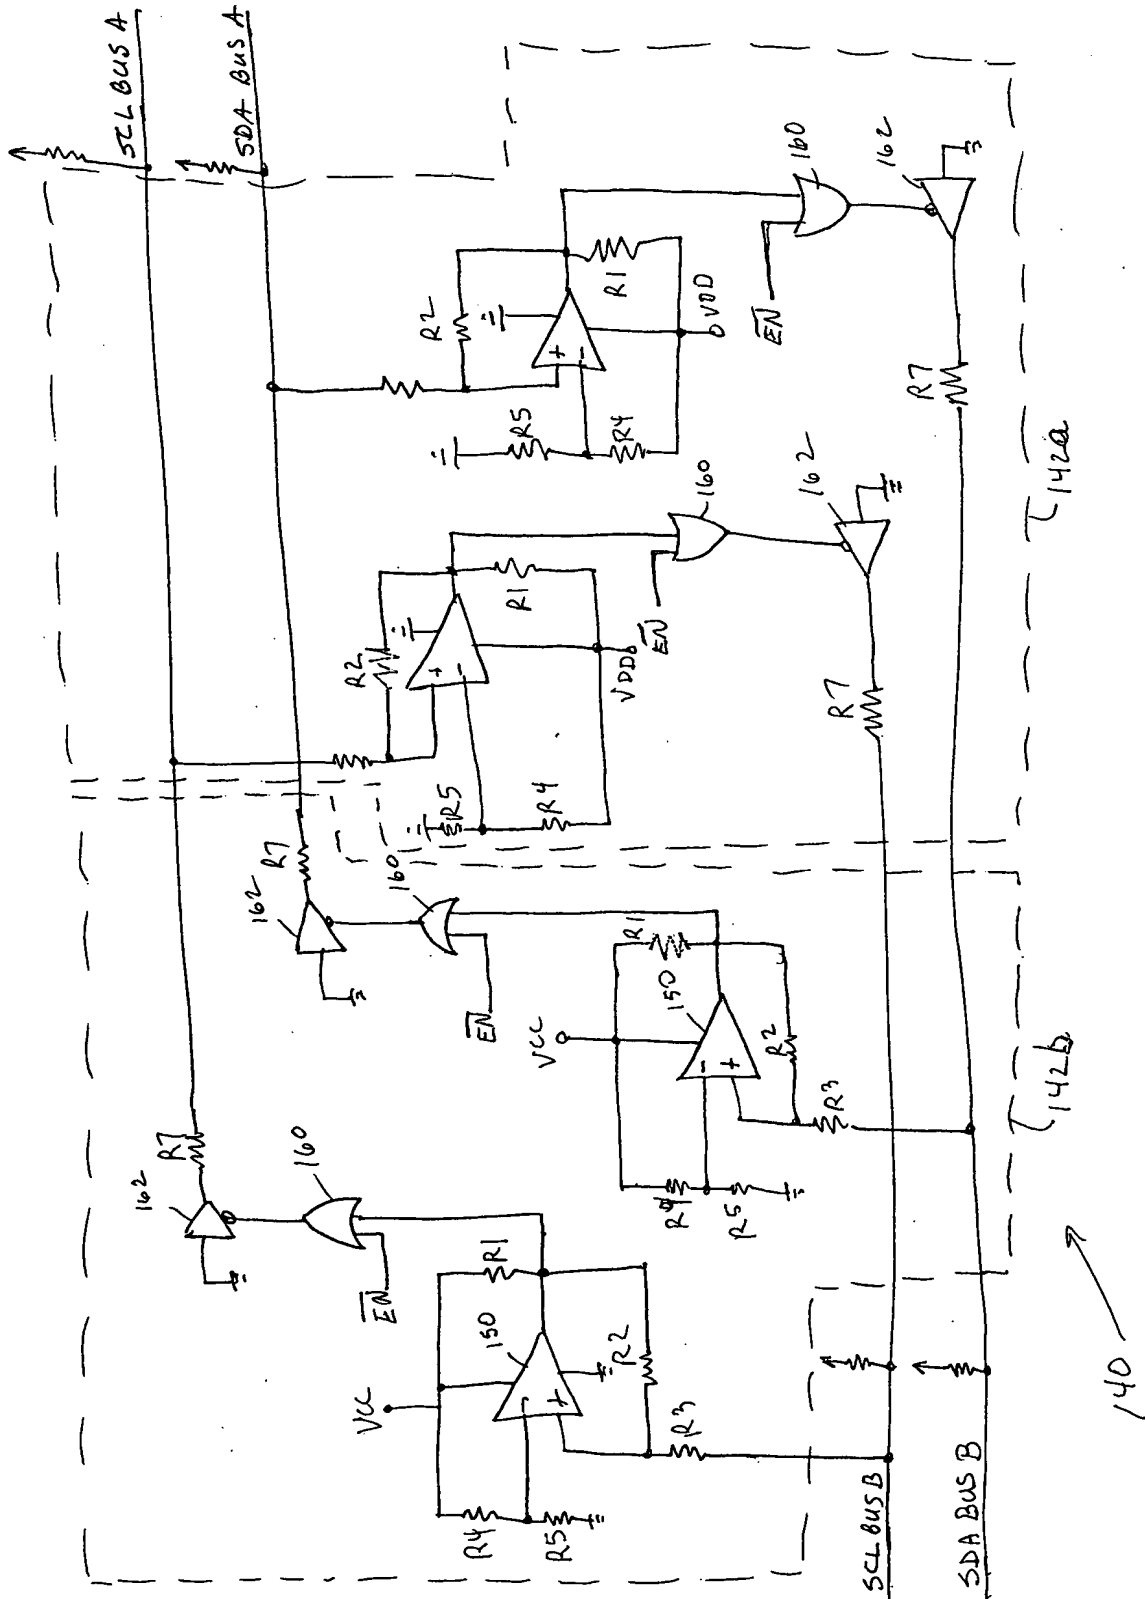 SCL BUS A
SDA BUS A
R2
R1
+
-
R5
R4
VDD
EN
160
162
R7
R2
R1
+
-
R5
R4
VDD
EN
160
162
R7
142a
162
R7
160
EN
VCC
R1
150
-
+
R2
R4
R5
R3
142b
162
R7
160
EN
VCC
R1
150
-
+
R2
R4
R5
R3
SCL BUS B
SDA BUS B
140